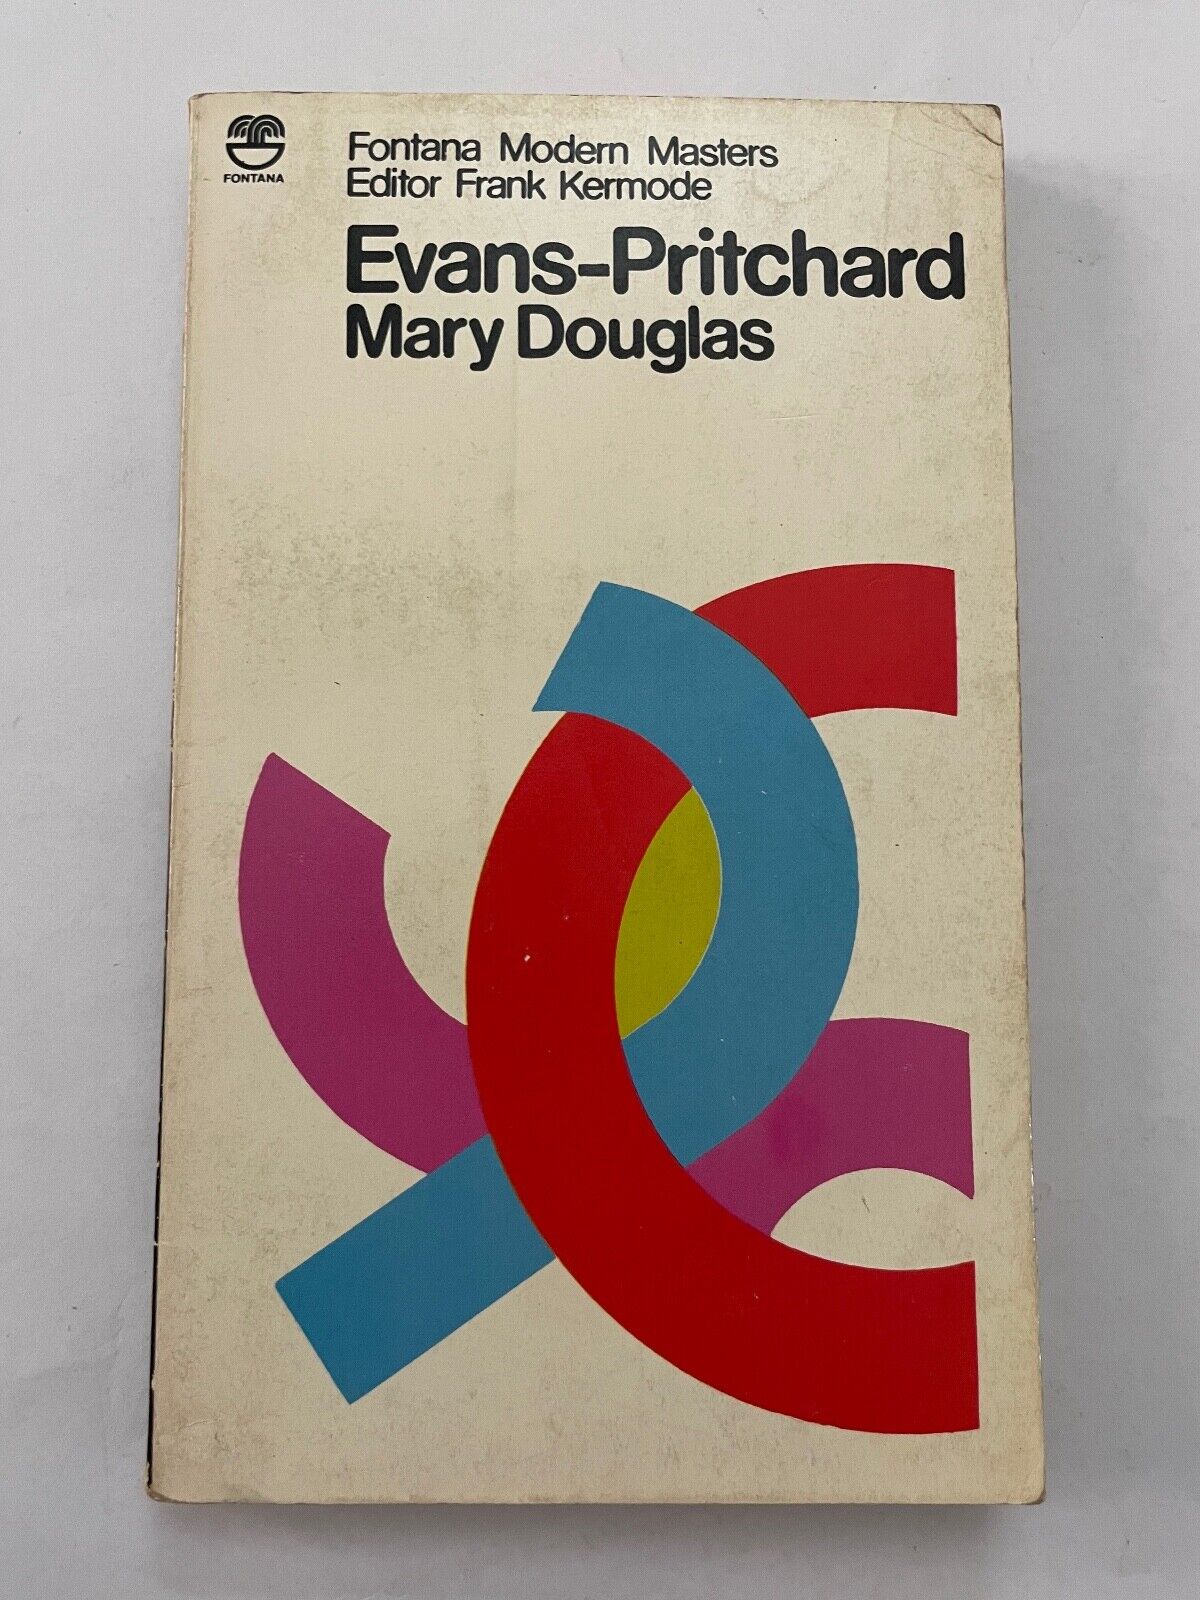 FONTANA
Fontana Modern Masters
Editor Frank Kermode
Evans-Pritchard
Mary Douglas